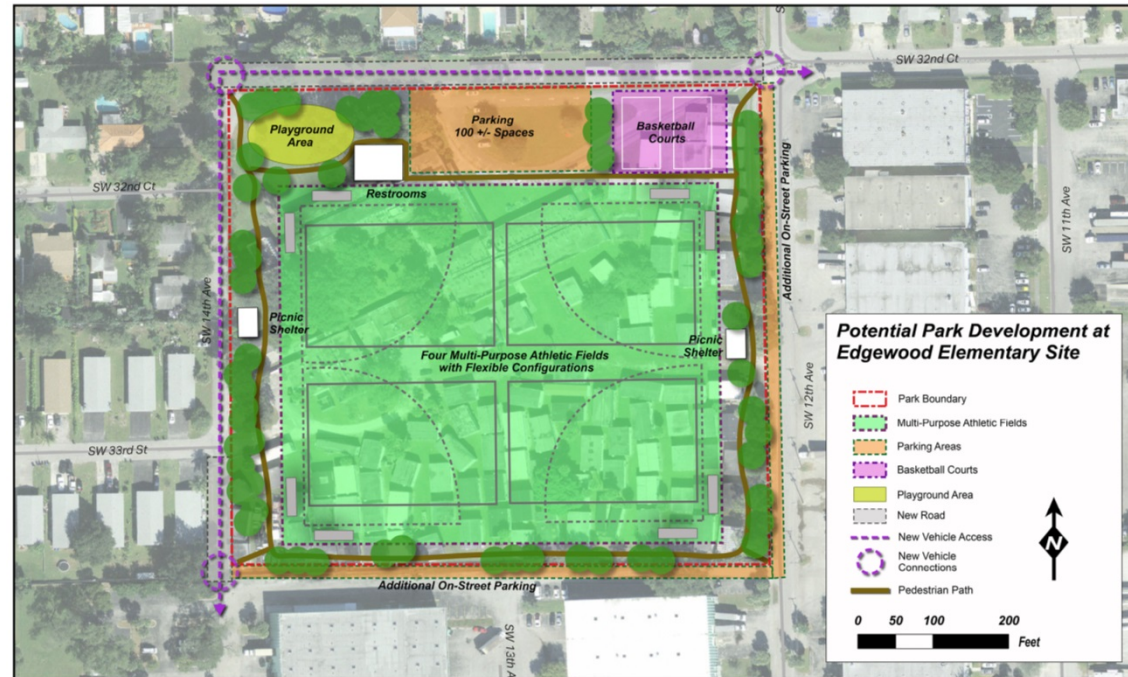 SW 32nd Ct
Playground
Area
Parking
100 +/- Spaces
Basketball
Courts
SW 32nd Ct
Restrooms
Additional On-Street Parking
SW 11th Ave
SW 14th Ave
Picnic
Shelter
Four Multi-Purpose Athletic Fields
with Flexible Configurations
Picnic
Shelter
SW 12th Ave
SW 33rd St
Additional On-Street Parking
Potential Park Development at
Edgewood Elementary Site
Park Boundary
Multi-Purpose Athletic Fields
Parking Areas
Basketball Courts
Playground Area
New Road
New Vehicle Access
New Vehicle
Connections
Pedestrian Path
N
0 50 100 200
Feet
SW 13th A